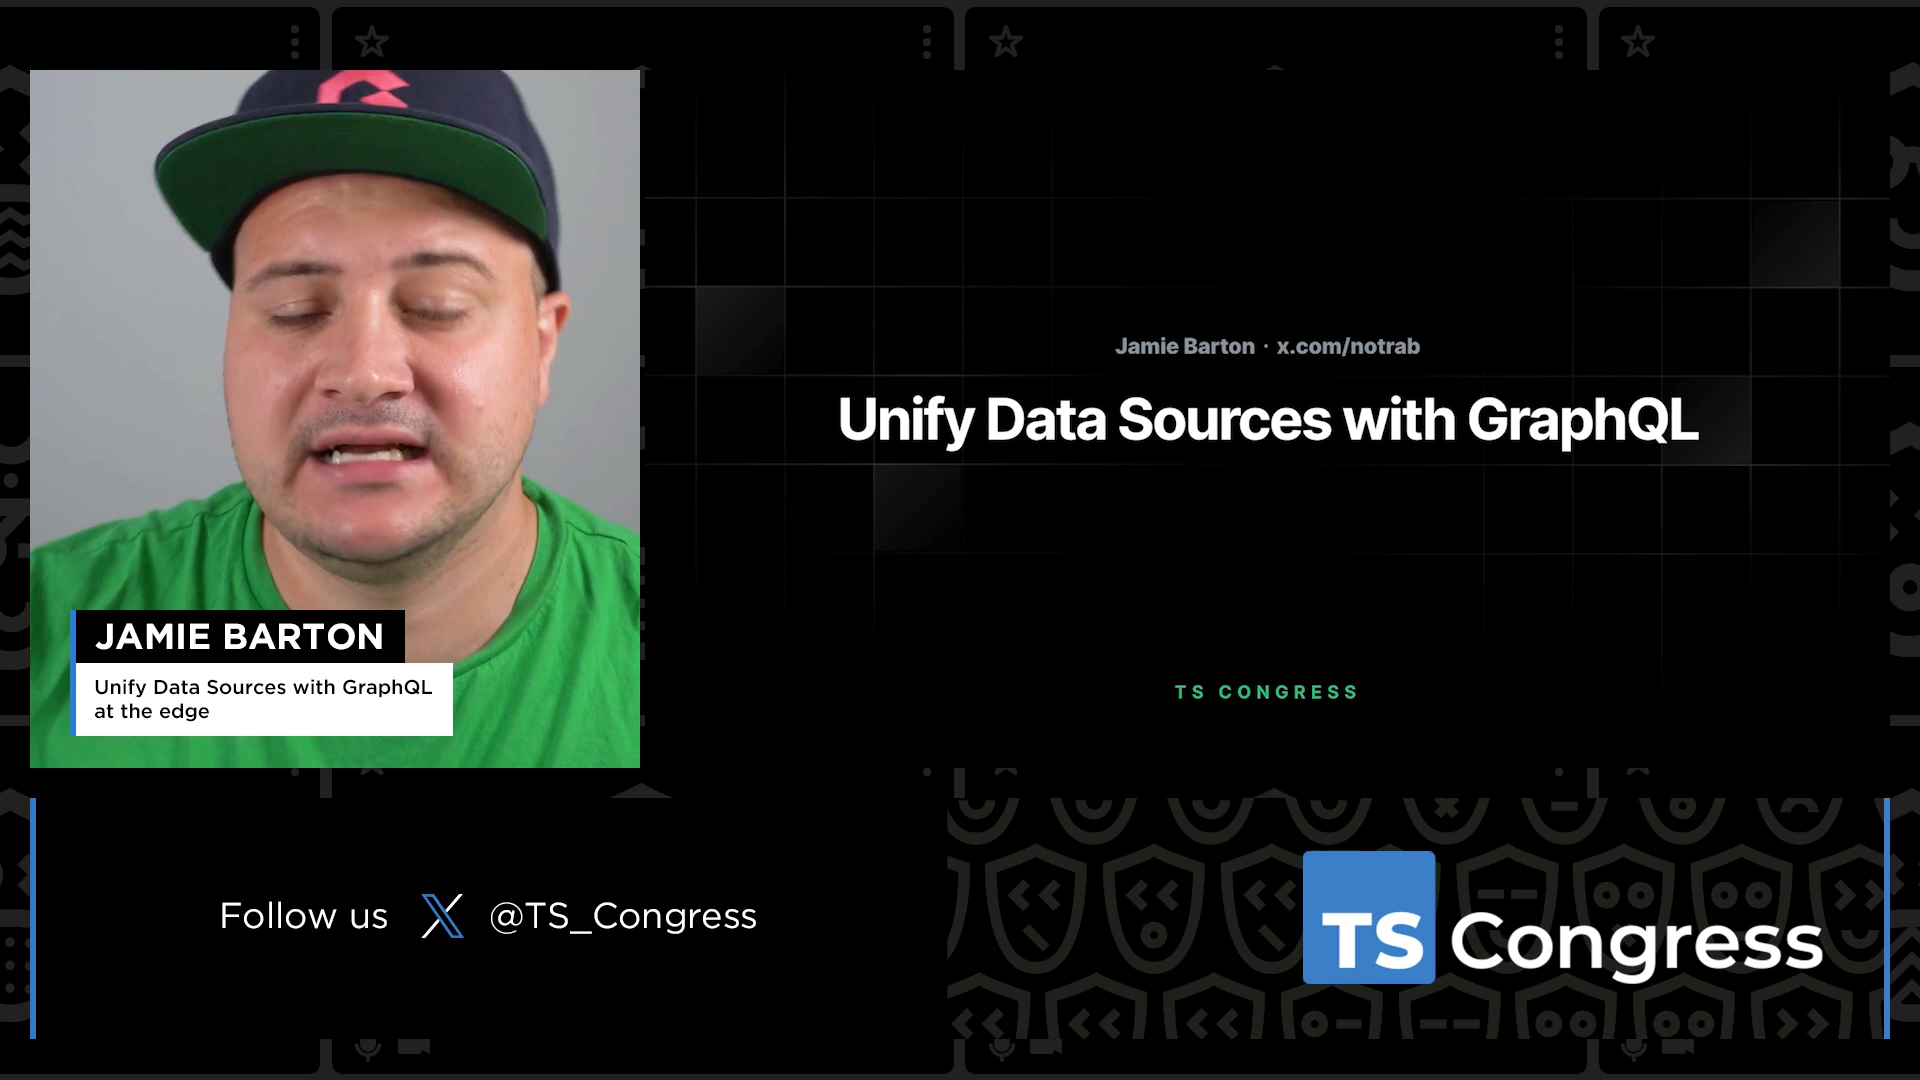 Jamie Barton · x.com/notrab
Unify Data Sources with GraphQL
TS CONGRESS
JAMIE BARTON
Unify Data Sources with GraphQL
at the edge
Follow us X @TS_Congress
TS Congress